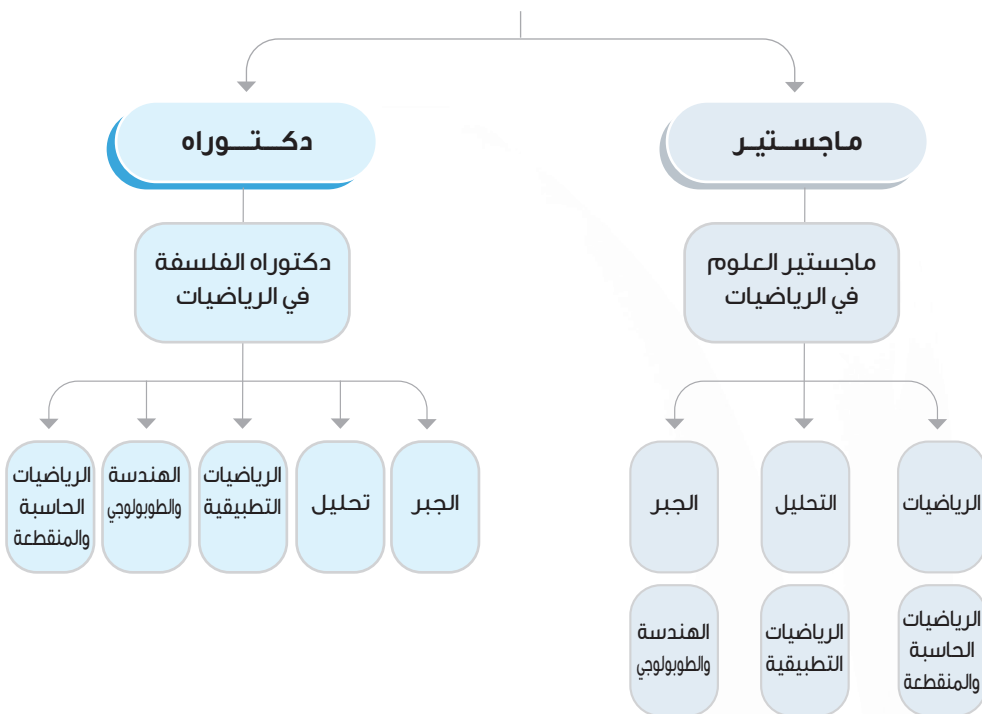 ماجستير
ماجستير العلوم
في الرياضيات
الرياضيات
التحليل
الجبر
الرياضيات
الحاسبة
والمنقطعة
الرياضيات
التطبيقية
الهندسة
والطوبولوجي
دكتوراه
دكتوراه الفلسفة
في الرياضيات
الجبر
تحليل
الرياضيات
التطبيقية
الهندسة
والطوبولوجي
الرياضيات
الحاسبة
والمنقطعة